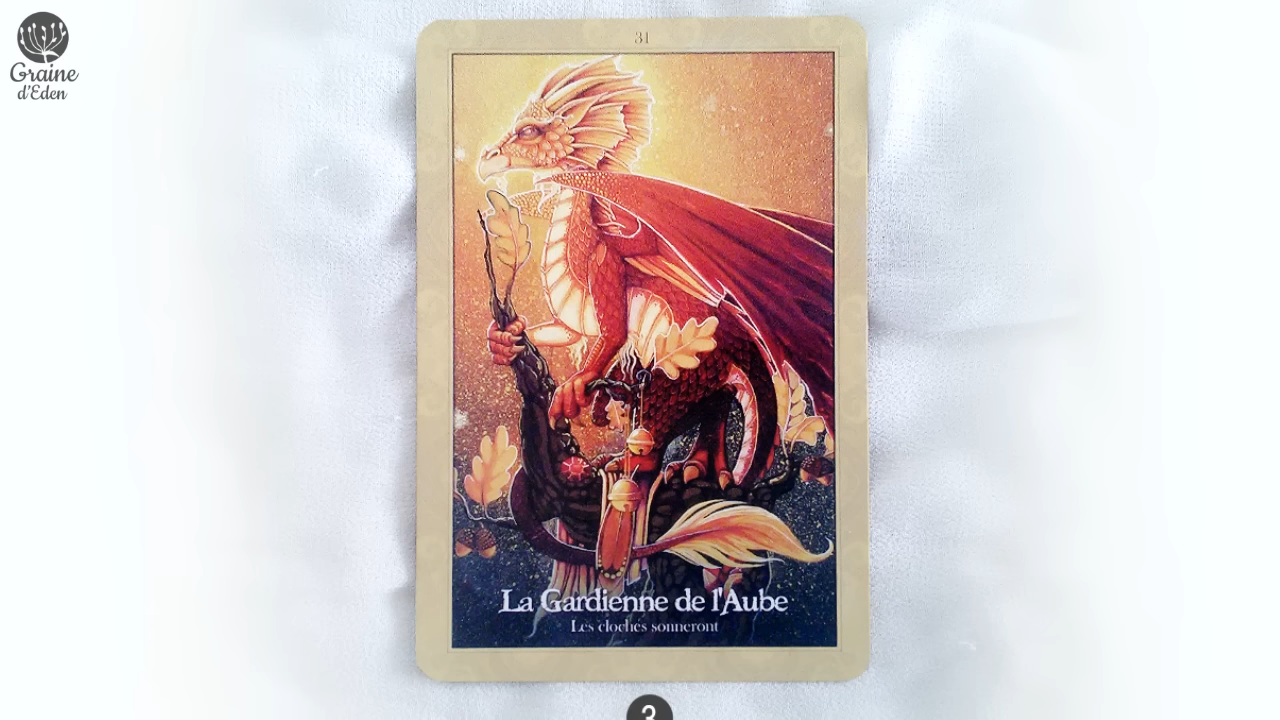 Graine
d'Eden
31
La Gardienne de l'Aube
Les cloches sonneront
3